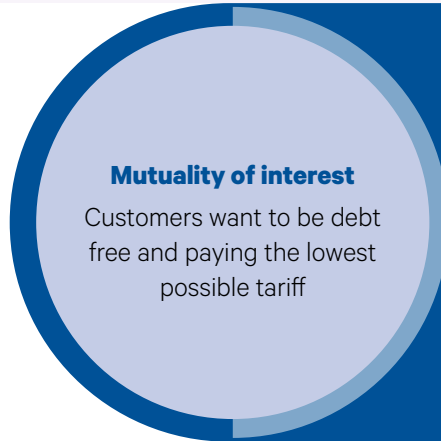 Mutuality of interest
Customers want to be debt
free and paying the lowest
possible tariff